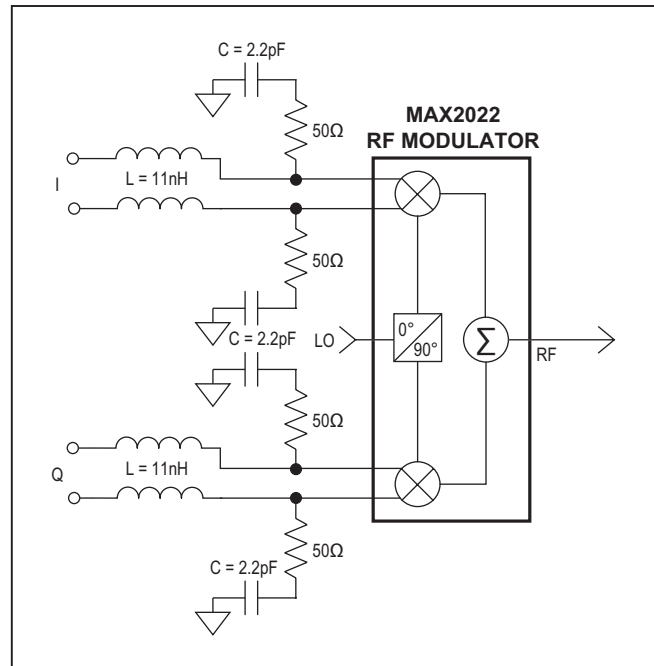 C = 2.2pF
50Ω
MAX2022
RF MODULATOR
I
L = 11nH
50Ω
C = 2.2pF
LO
0°
90°
Σ
RF
50Ω
Q
L = 11nH
50Ω
C = 2.2pF